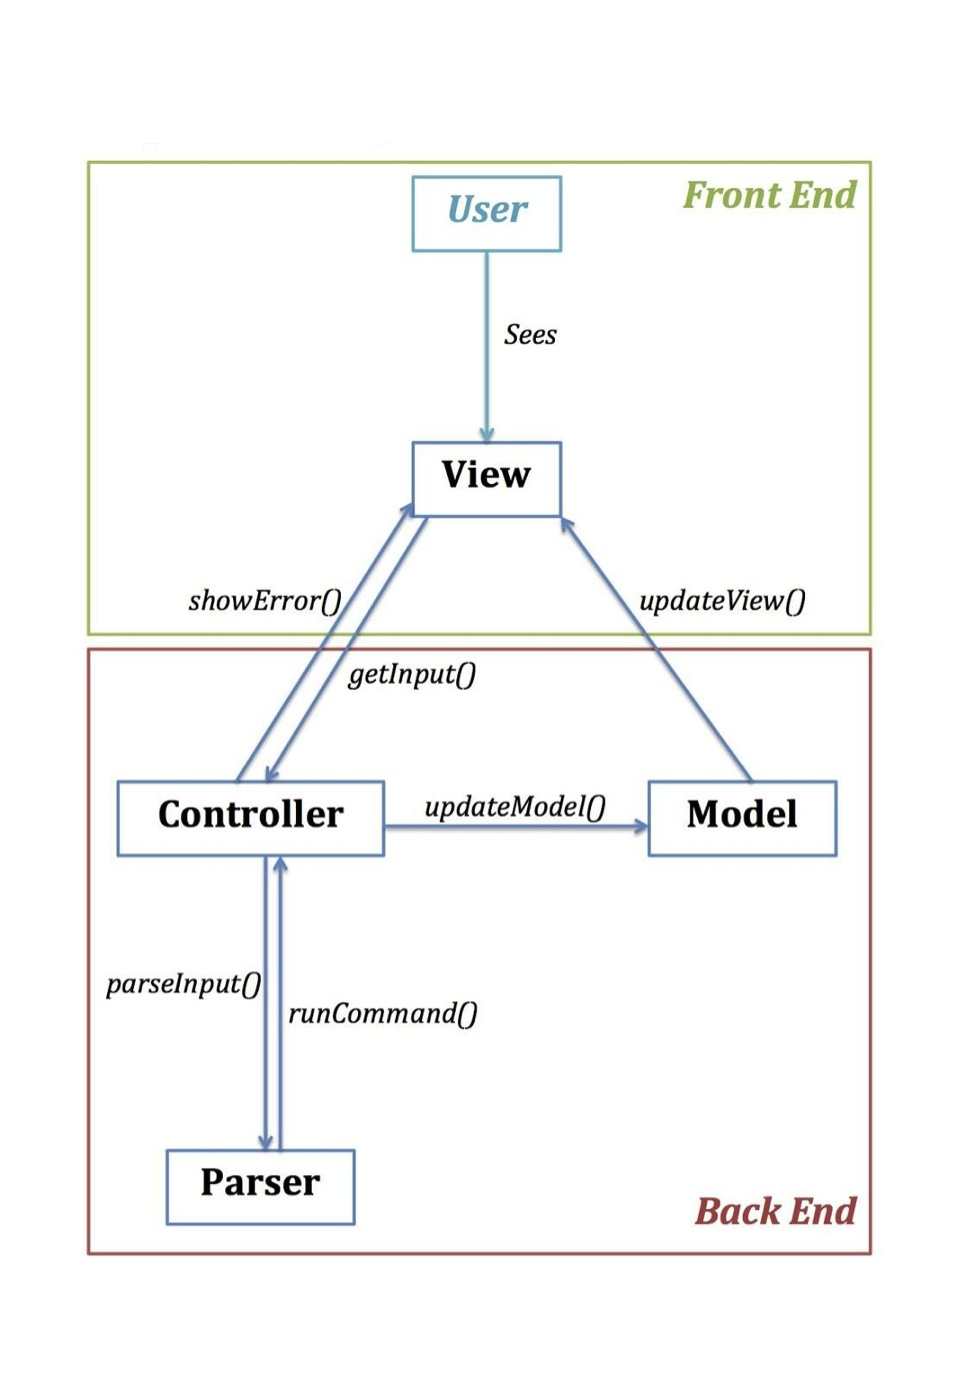 Front End
User
Sees
View
showError()
updateView()
getInput()
Controller
updateModel()
Model
parseInput()
runCommand()
Parser
Back End